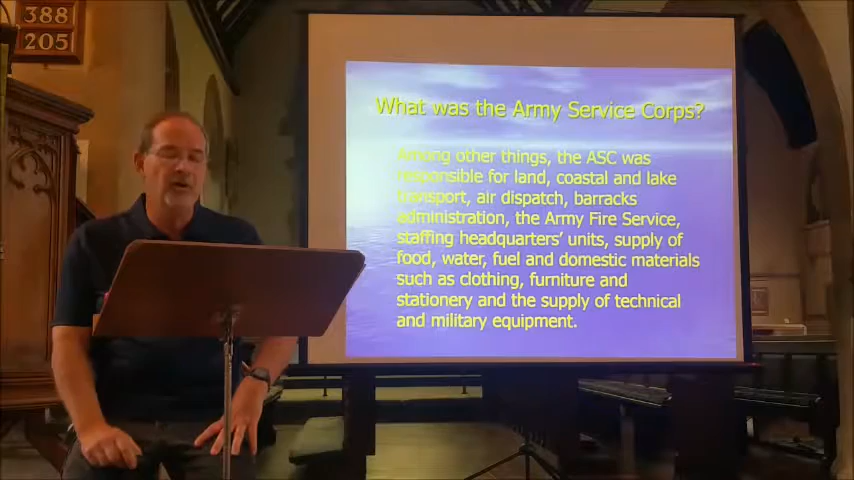 388
205
What was the Army Service Corps?
Among other things, the ASC was
responsible for land, coastal and lake
transport, air dispatch, barracks
administration, the Army Fire Service,
staffing headquarters’ units, supply of
food, water, fuel and domestic materials
such as clothing, furniture and
stationery and the supply of technical
and military equipment.